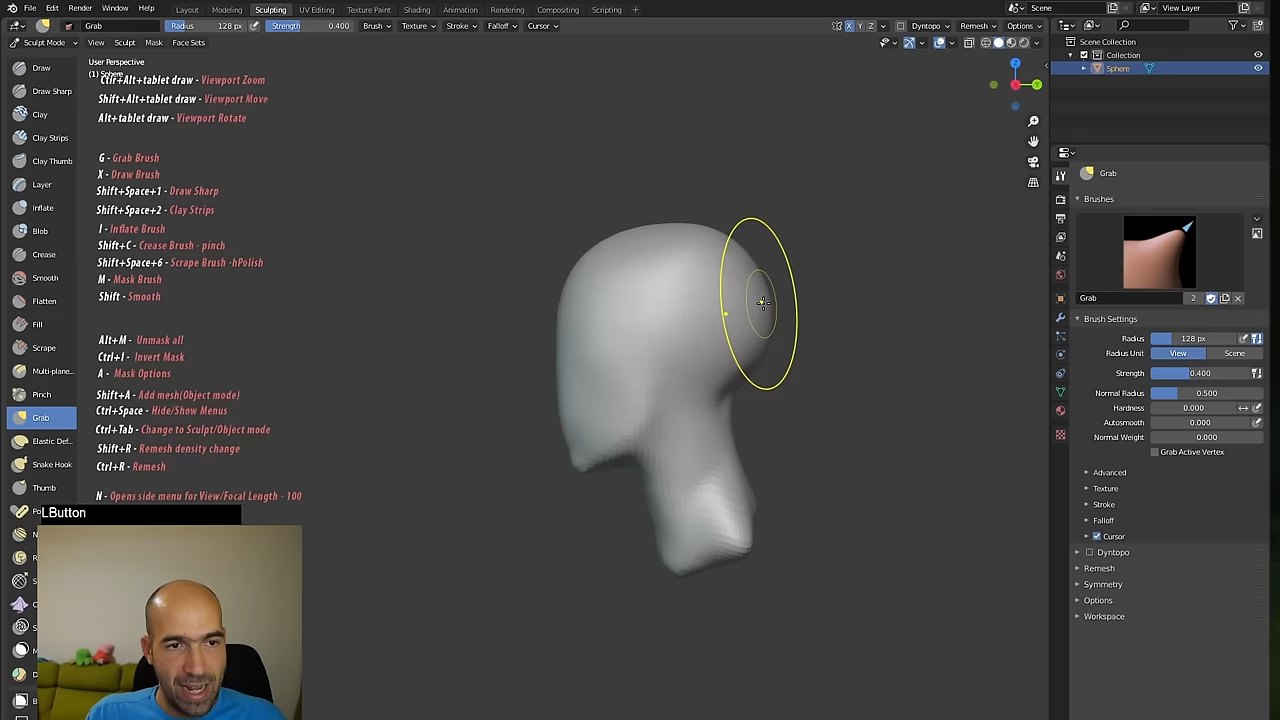 File Edit Render Window Help
Layout Modeling Sculpting UV Editing Texture Paint Shading Animation Rendering Compositing Scripting +
Scene
View Layer
Grab
Radius 128 px
Strength 0.400
Brush Texture Stroke Falloff Cursor
X Y Z
Dyntopo Remesh Options
Sculpt Mode View Sculpt Mask Face Sets
User Perspective
(1) Sphere
Ctrl+Alt+tablet draw - Viewport Zoom
Shift+Alt+tablet draw - Viewport Move
Alt+tablet draw - Viewport Rotate
G - Grab Brush
X - Draw Brush
Shift+Space+1 - Draw Sharp
Shift+Space+2 - Clay Strips
I - Inflate Brush
Shift+C - Crease Brush - pinch
Shift+Space+6 - Scrape Brush -hPolish
M - Mask Brush
Shift - Smooth
Alt+M - Unmask all
Ctrl+I - Invert Mask
A - Mask Options
Shift+A - Add mesh(Object mode)
Ctrl+Space - Hide/Show Menus
Ctrl+Tab - Change to Sculpt/Object mode
Shift+R - Remesh density change
Ctrl+R - Remesh
N - Opens side menu for View/Focal Length - 100
Draw
Draw Sharp
Clay
Clay Strips
Clay Thumb
Layer
Inflate
Blob
Crease
Smooth
Flatten
Fill
Scrape
Multi-plane..
Pinch
Grab
Elastic Def..
Snake Hook
Thumb
LButton
Z
Y
Scene Collection
Collection
Sphere
Grab
Brushes
Grab 2
Brush Settings
Radius 128 px
Radius Unit View Scene
Strength 0.400
Normal Radius 0.500
Hardness 0.000
Autosmooth 0.000
Normal Weight 0.000
Grab Active Vertex
Advanced
Texture
Stroke
Falloff
Cursor
Dyntopo
Remesh
Symmetry
Options
Workspace